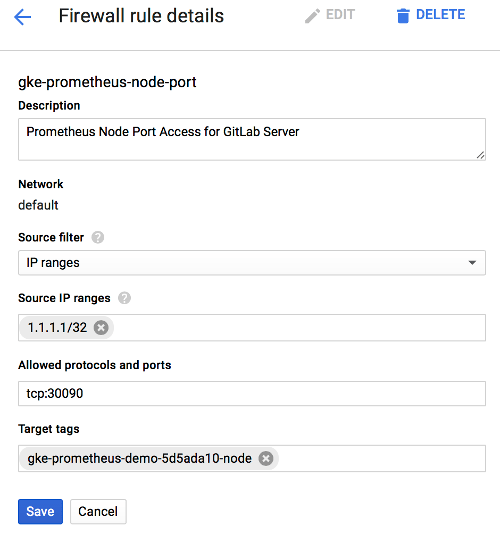 Firewall rule details
EDIT
DELETE
gke-prometheus-node-port
Description
Prometheus Node Port Access for GitLab Server
Network
default
Source filter ?
IP ranges
Source IP ranges ?
1.1.1.1/32
Allowed protocols and ports
tcp:30090
Target tags
gke-prometheus-demo-5d5ada10-node
Save Cancel